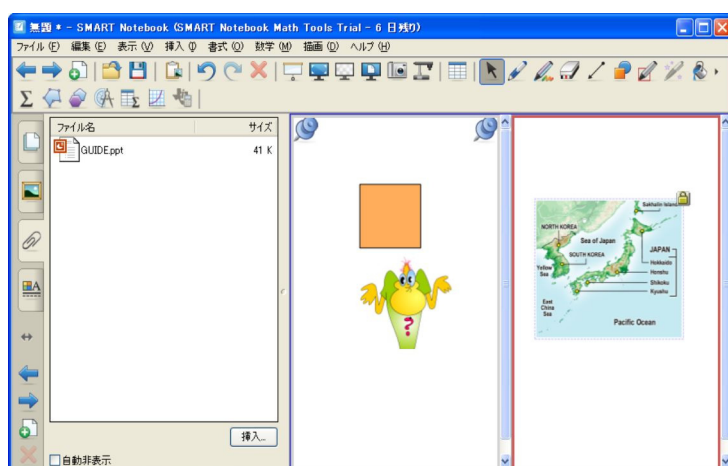 無題 * - SMART Notebook (SMART Notebook Math Tools Trial - 6 日残り)
ファイル(F) 編集(E) 表示(V) 挿入(I) 書式(O) 数学(M) 描画(D) ヘルプ(H)
ファイル名 サイズ
GUIDE.ppt 41 K
Sakhalin Island
NORTH KOREA
Sea of Japan
JAPAN
SOUTH KOREA
Hokkaido
Yellow Sea
Honshu
Shikoku
Kyushu
East China Sea
Pacific Ocean
?
挿入...
自動非表示